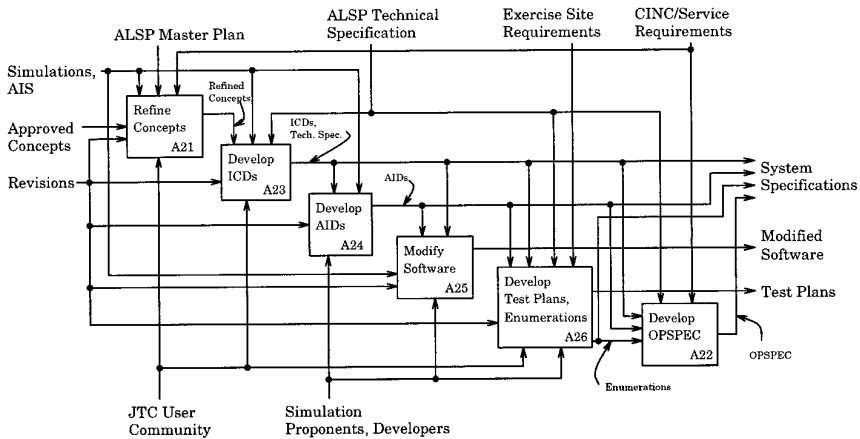 ALSP Master Plan
ALSP Technical
Specification
Exercise Site
Requirements
CINC/Service
Requirements
Simulations,
AIS
Approved
Concepts
Revisions
Refine
Concepts
A21
Refined
Concepts
Develop
ICDs
A23
ICDs,
Tech. Spec.
Develop
AIDs
A24
AIDs
Modify
Software
A25
Develop
Test Plans,
Enumerations
A26
Develop
OPSPEC
A22
System
Specifications
Modified
Software
Test Plans
OPSPEC
Enumerations
JTC User
Community
Simulation
Proponents, Developers